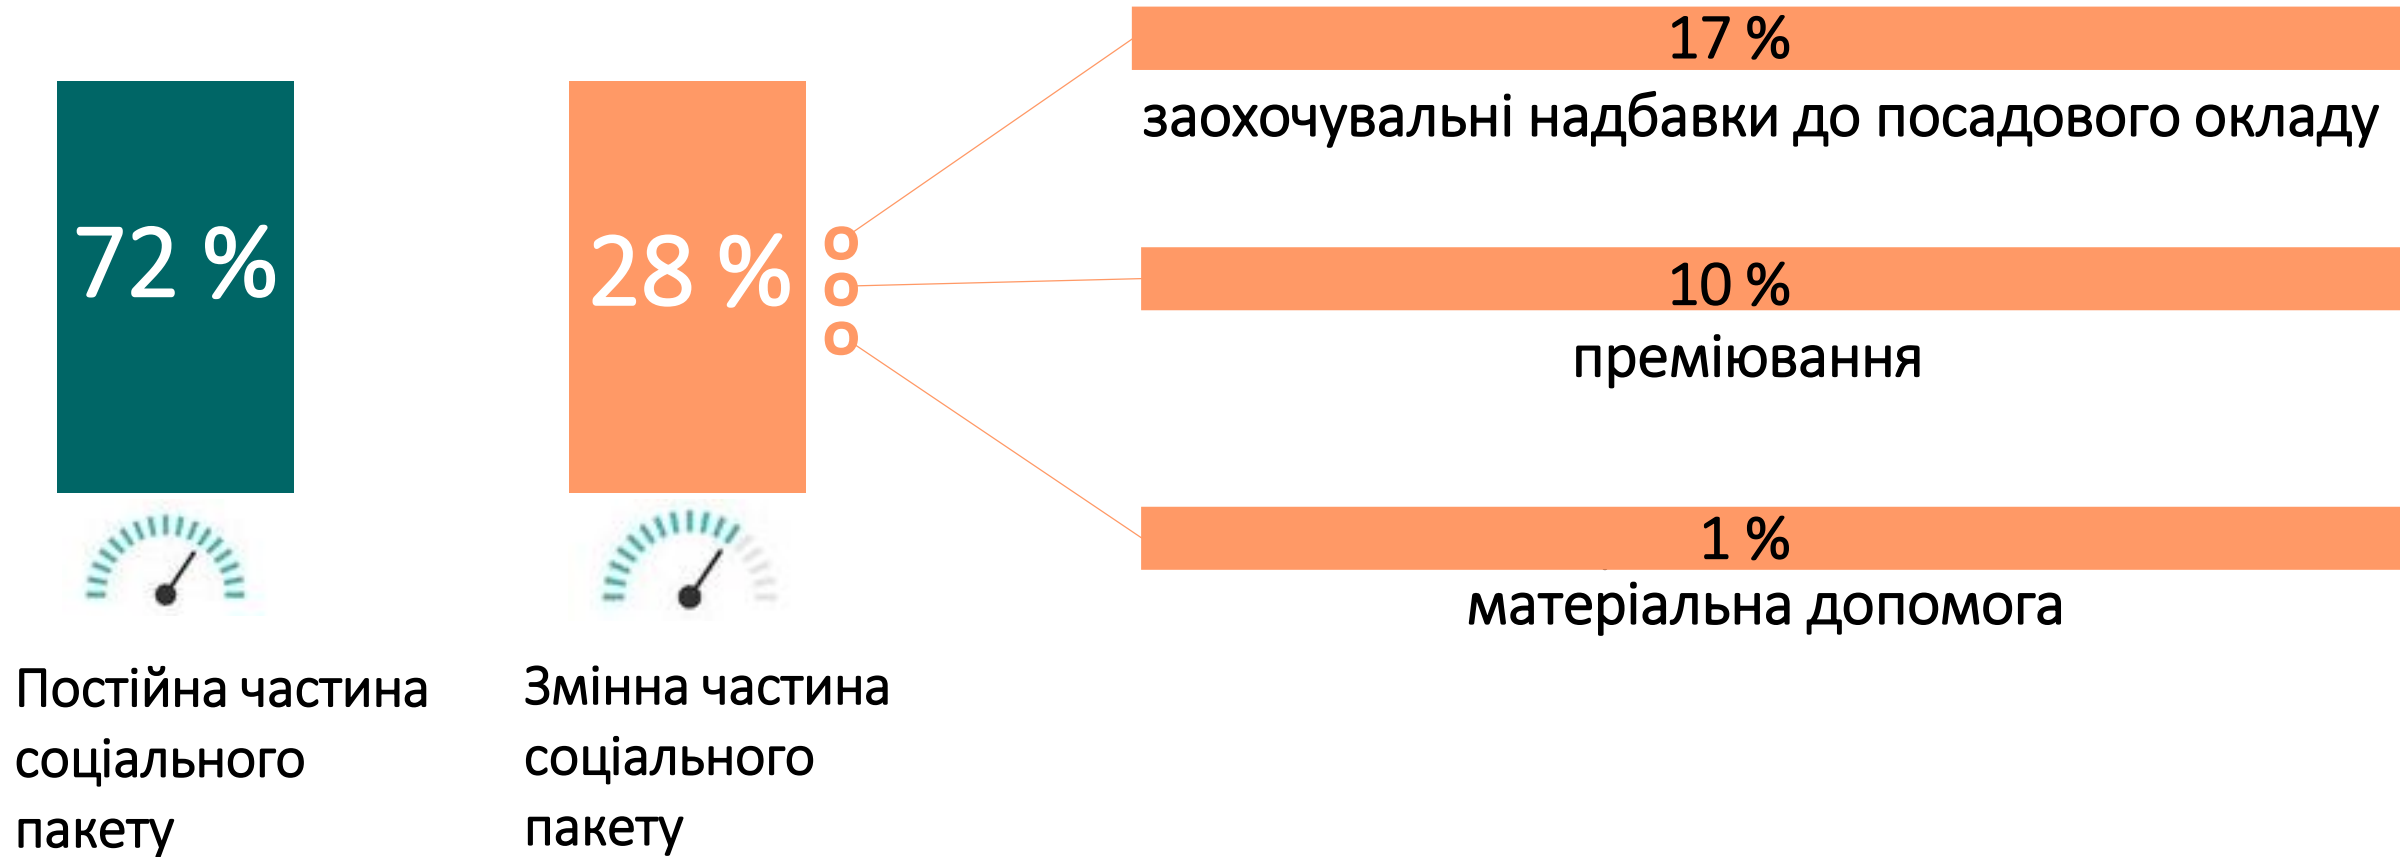 72 %
Постійна частина
соціального
пакету
28 %
Змінна частина
соціального
пакету
17 %
заохочувальні надбавки до посадового окладу
10 %
преміювання
1 %
матеріальна допомога